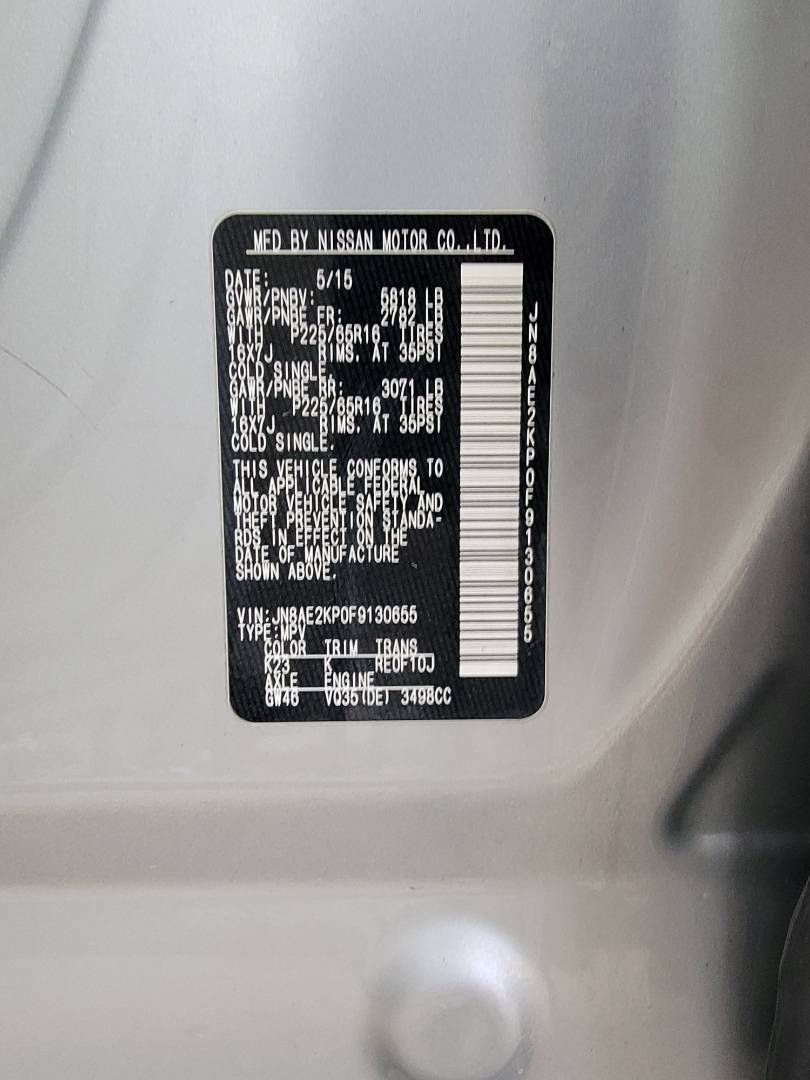 MFD BY NISSAN MOTOR CO.,LTD.
DATE: 5/15
GVWR/PNBV: 5818 LB
GAWR/PNBE FR: 2782 LB
WITH P225/65R16 TIRES
16X7J RIMS. AT 35PSI
COLD SINGLE.
GAWR/PNBE RR: 3071 LB
WITH P225/65R16 TIRES
16X7J RIMS. AT 35PSI
COLD SINGLE.
THIS VEHICLE CONFORMS TO
ALL APPLICABLE FEDERAL
MOTOR VEHICLE SAFETY AND
THEFT PREVENTION STANDA-
RDS IN EFFECT ON THE
DATE OF MANUFACTURE
SHOWN ABOVE.
VIN:JN8AE2KP0F9130655
TYPE:MPV
COLOR TRIM TRANS
K23 K RE0F10J
AXLE ENGINE
GW46 VQ35(DE) 3498CC
JN8AE2KP0F9130655